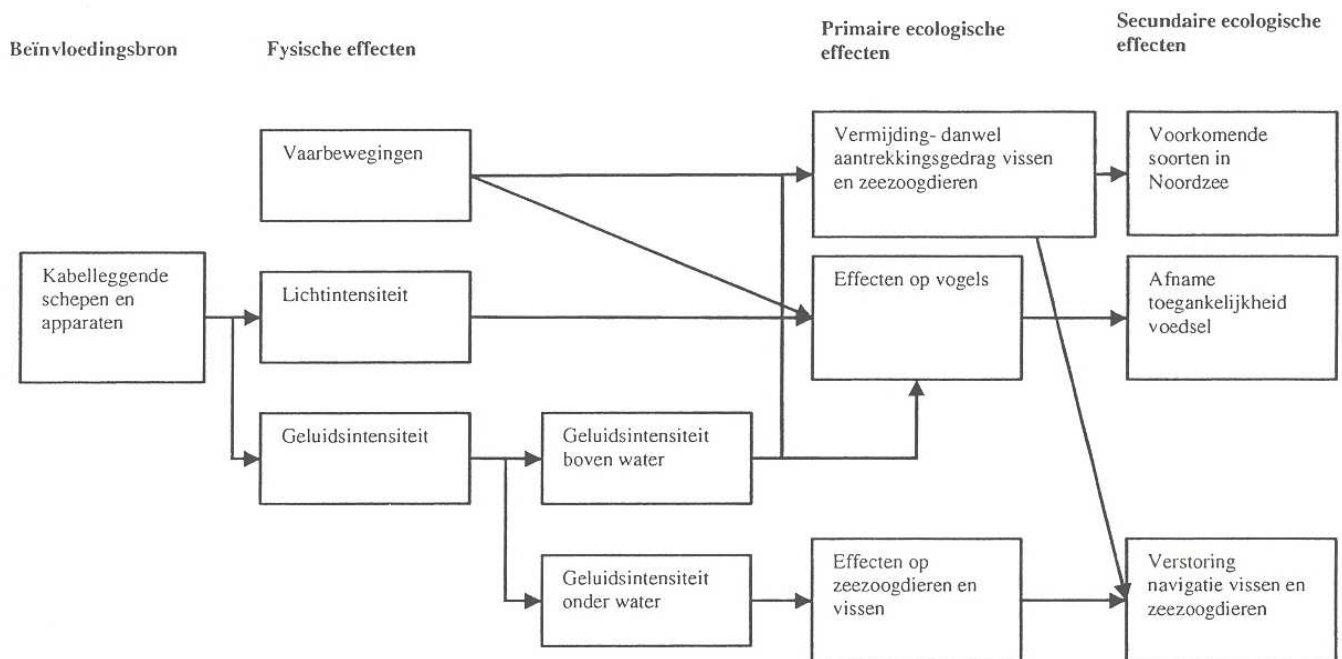 Beïnvloedingsbron
Fysische effecten
Primaire ecologische
effecten
Secundaire ecologische
effecten
Vaarbewegingen
Vermijding- danwel
aantrekkingsgedrag vissen
en zeezoogdieren
Voorkomende
soorten in
Noordzee
Kabelleggende
schepen en
apparaten
Lichtintensiteit
Effecten op vogels
Afname
toegankelijkheid
voedsel
Geluidsintensiteit
Geluidsintensiteit
boven water
Geluidsintensiteit
onder water
Effecten op
zeezoogdieren en
vissen
Verstoring
navigatie vissen en
zeezoogdieren